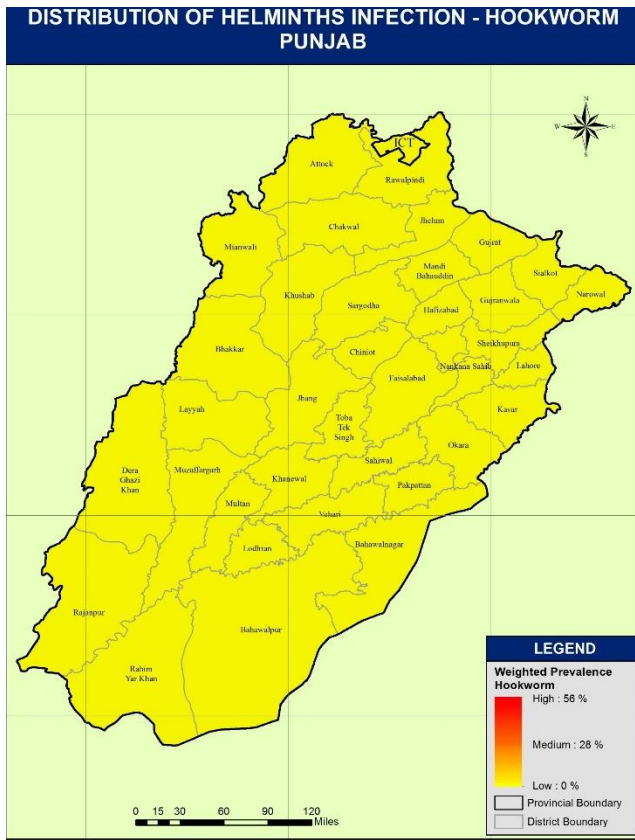 DISTRIBUTION OF HELMINTHS INFECTION - HOOKWORM
PUNJAB
N
W
E
S
ICT
Attock
Rawalpindi
Chakwal
Jhelum
Mianwali
Gujrat
Mandi
Bahauddin
Sialkot
Khushab
Narowal
Sargodha
Hafizabad
Gujranwala
Sheikhupura
Bhakkar
Chiniot
Nankana Sahib
Lahore
Faisalabad
Jhang
Layyah
Kasur
Toba
Tek
Singh
Okara
Sahiwal
Dera
Ghazi
Khan
Muzaffargarh
Khanewal
Pakpattan
Multan
Vehari
Lodhran
Bahawalnagar
Rajanpur
Bahawalpur
Rahim
Yar Khan
LEGEND
Weighted Prevalence
Hookworm
High : 56 %
Medium : 28 %
Low : 0 %
Provincial Boundary
District Boundary
0 15 30 60 90 120
Miles